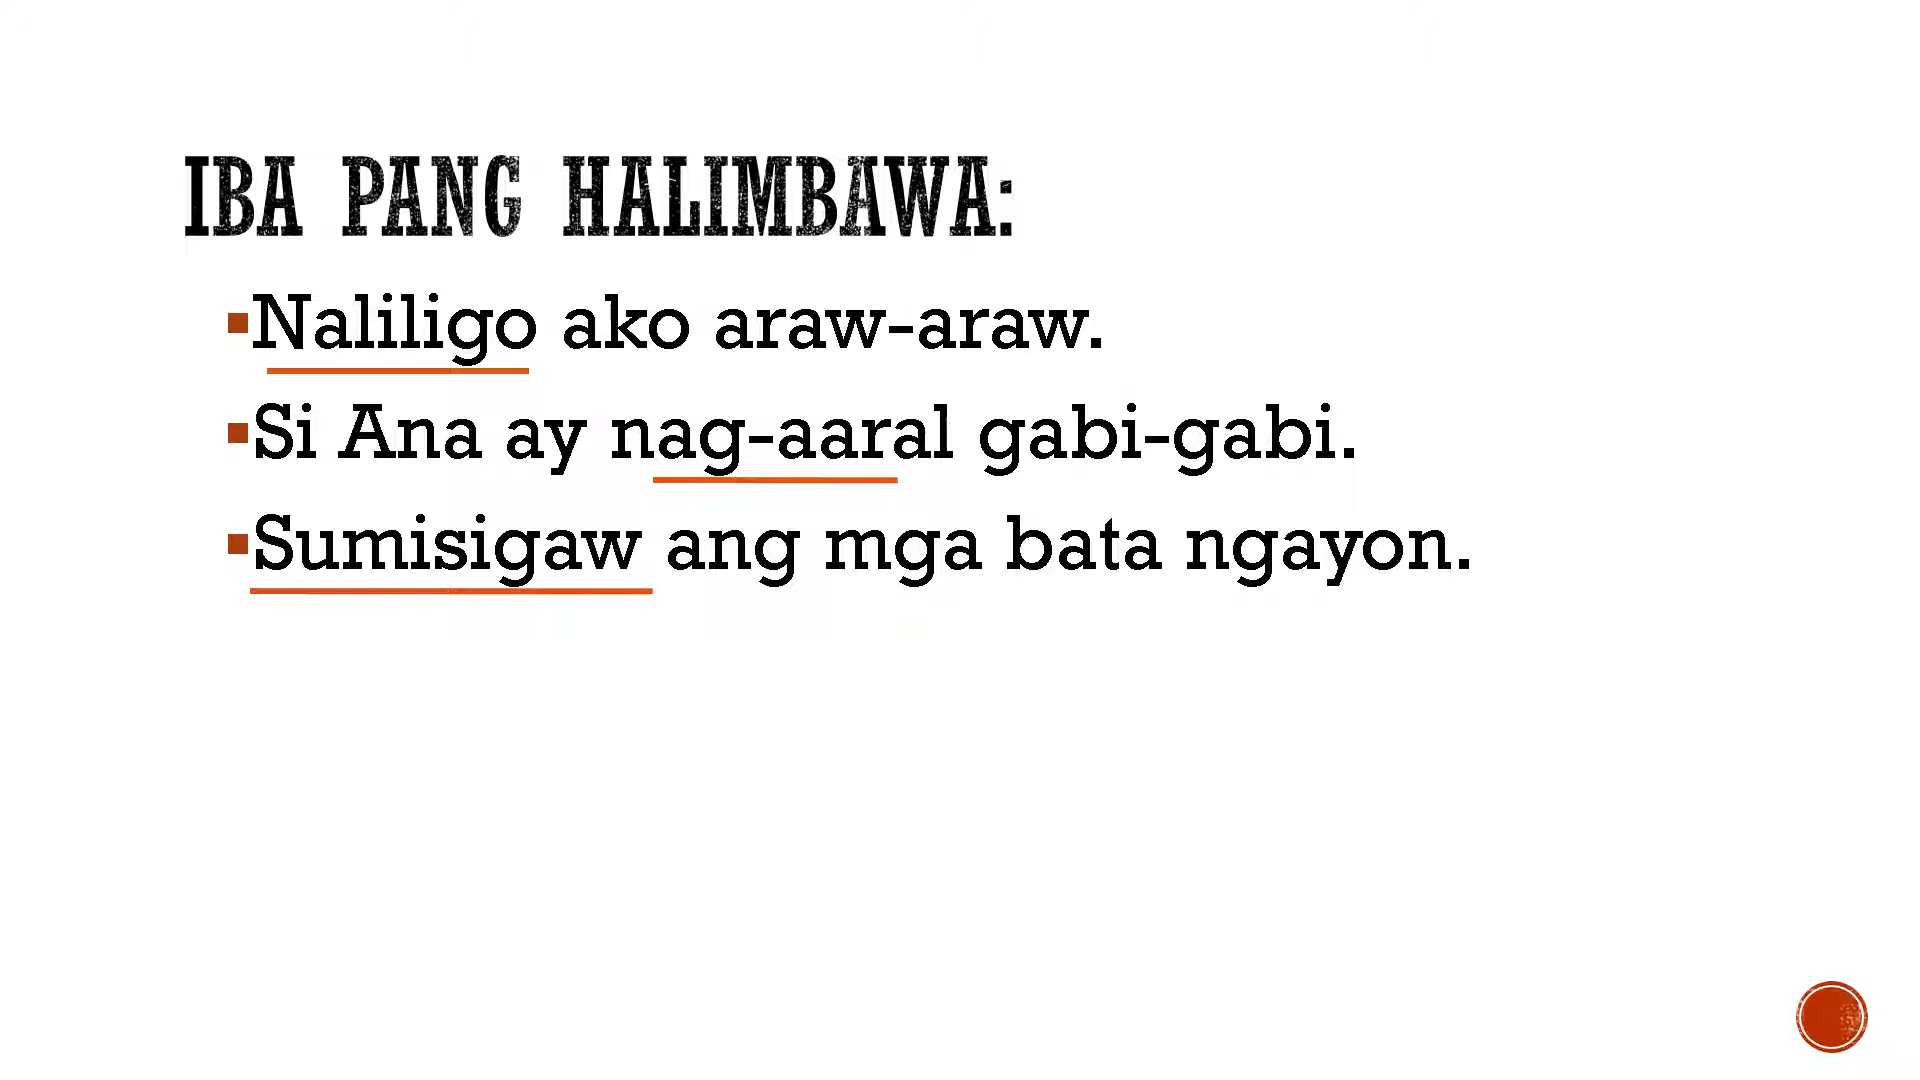 IBA PANG HALIMBAWA:
▪Naliligo ako araw-araw.
▪Si Ana ay nag-aaral gabi-gabi.
▪Sumisigaw ang mga bata ngayon.